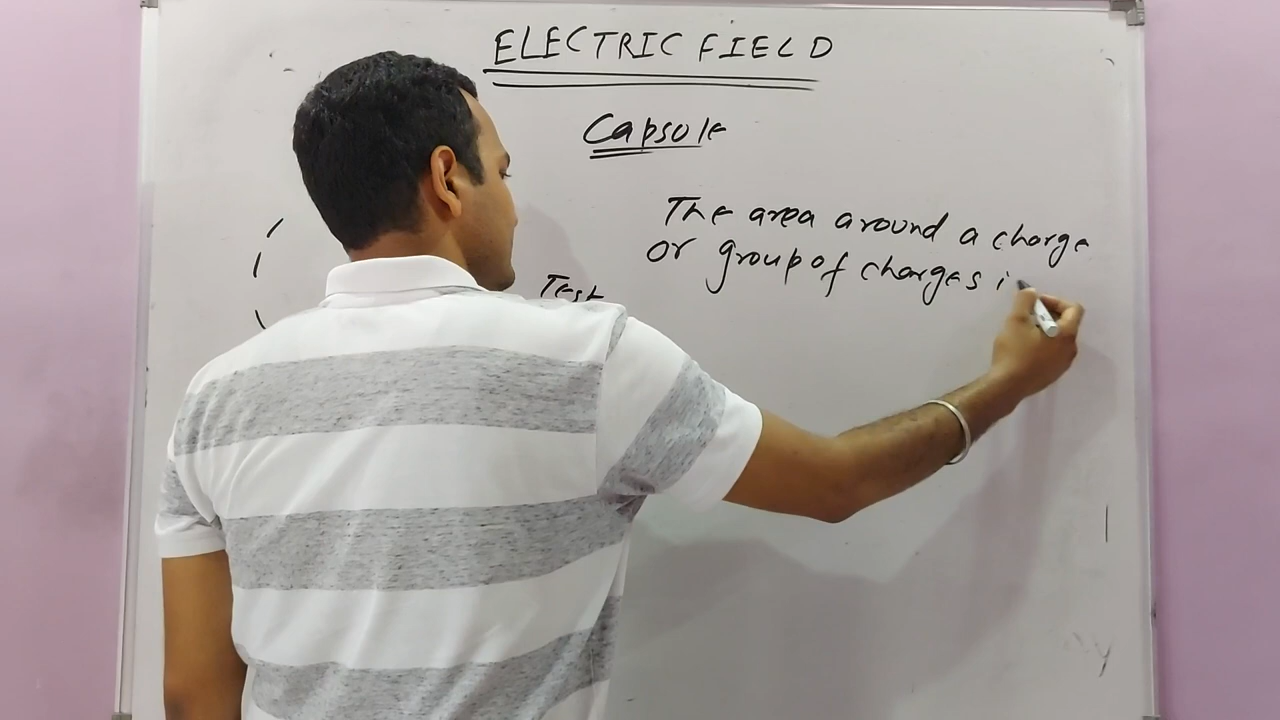 ELECTRIC FIELD
Capsule
The area around a charge
or group of charges i
Test